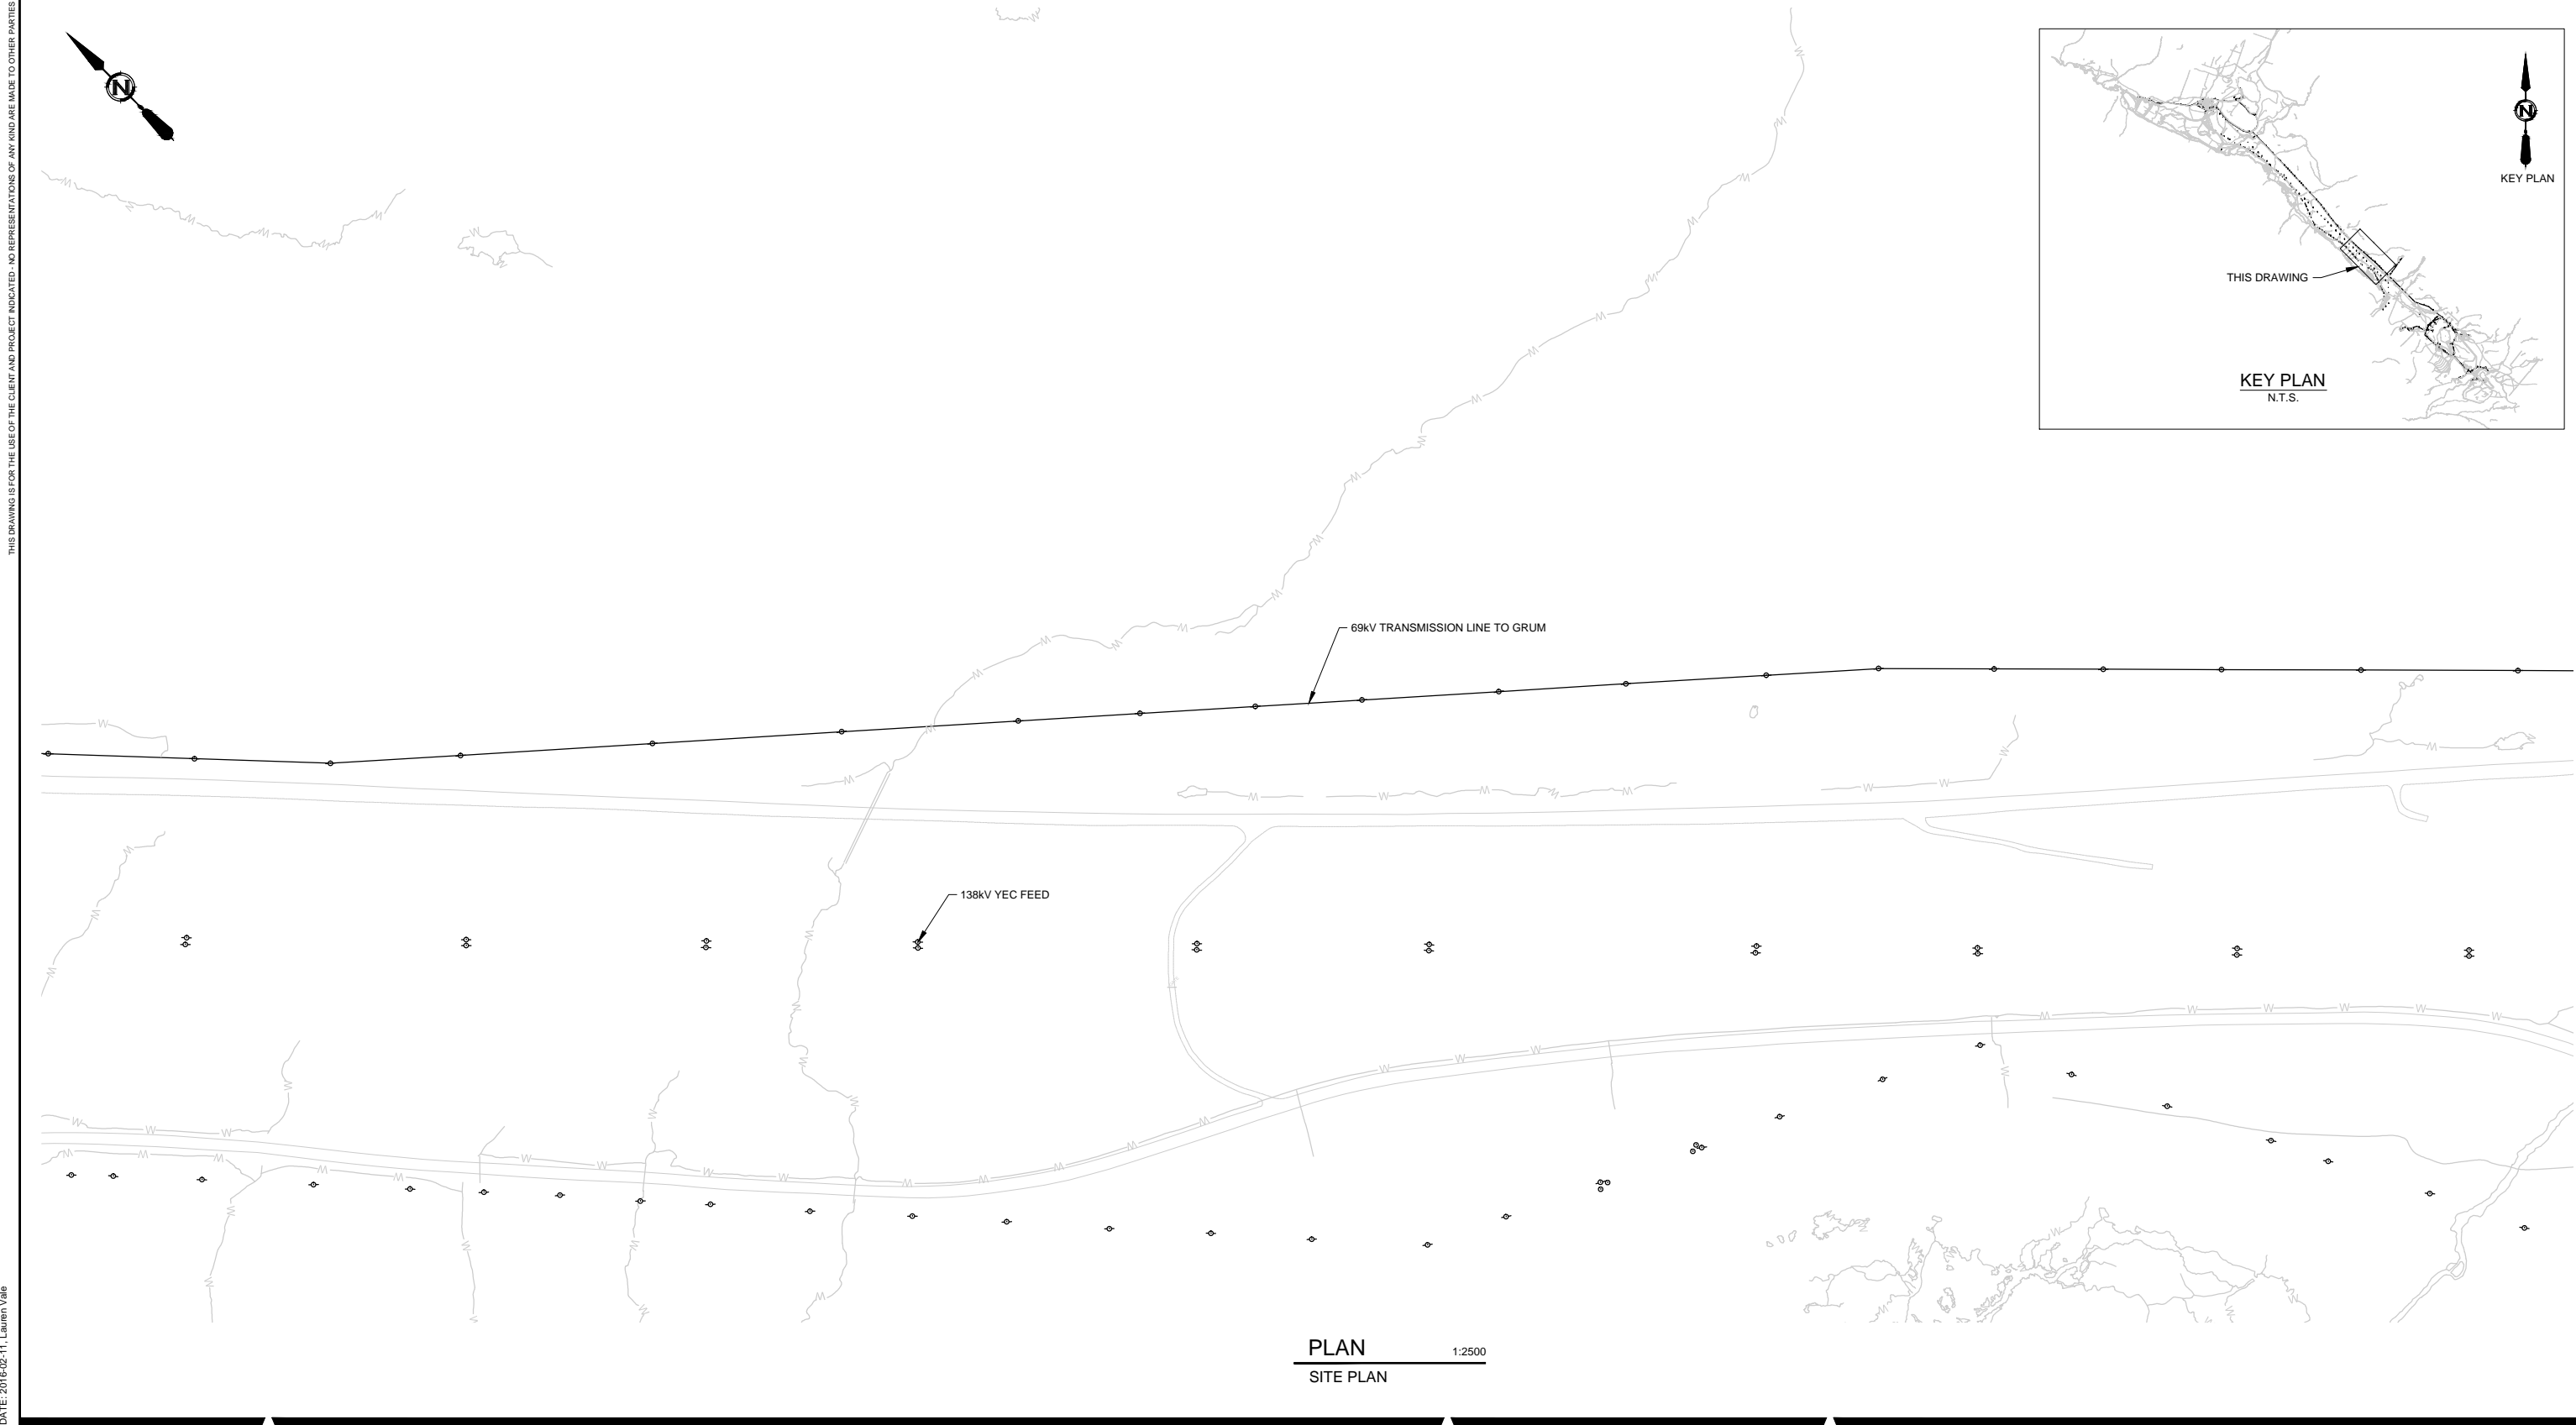 THIS DRAWING IS FOR THE USE OF THE CLIENT AND PROJECT INDICATED - NO REPRESENTATIONS OF ANY KIND ARE MADE TO OTHER PARTIES
DATE: 2016-02-11, Lauren Vale
N
N
KEY PLAN
THIS DRAWING
KEY PLAN
N.T.S.
69kV TRANSMISSION LINE TO GRUM
138kV YEC FEED
PLAN 1:2500
SITE PLAN